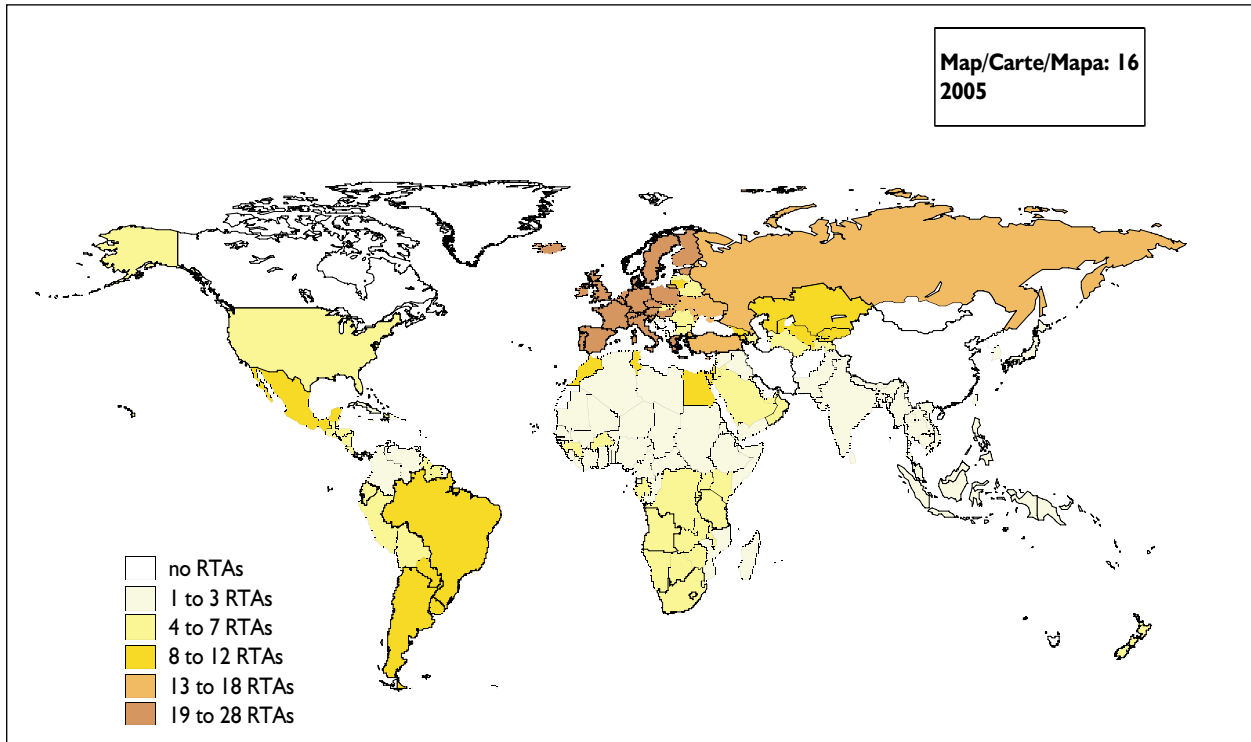 Map/Carte/Mapa: 16
2005
no RTAs
1 to 3 RTAs
4 to 7 RTAs
8 to 12 RTAs
13 to 18 RTAs
19 to 28 RTAs